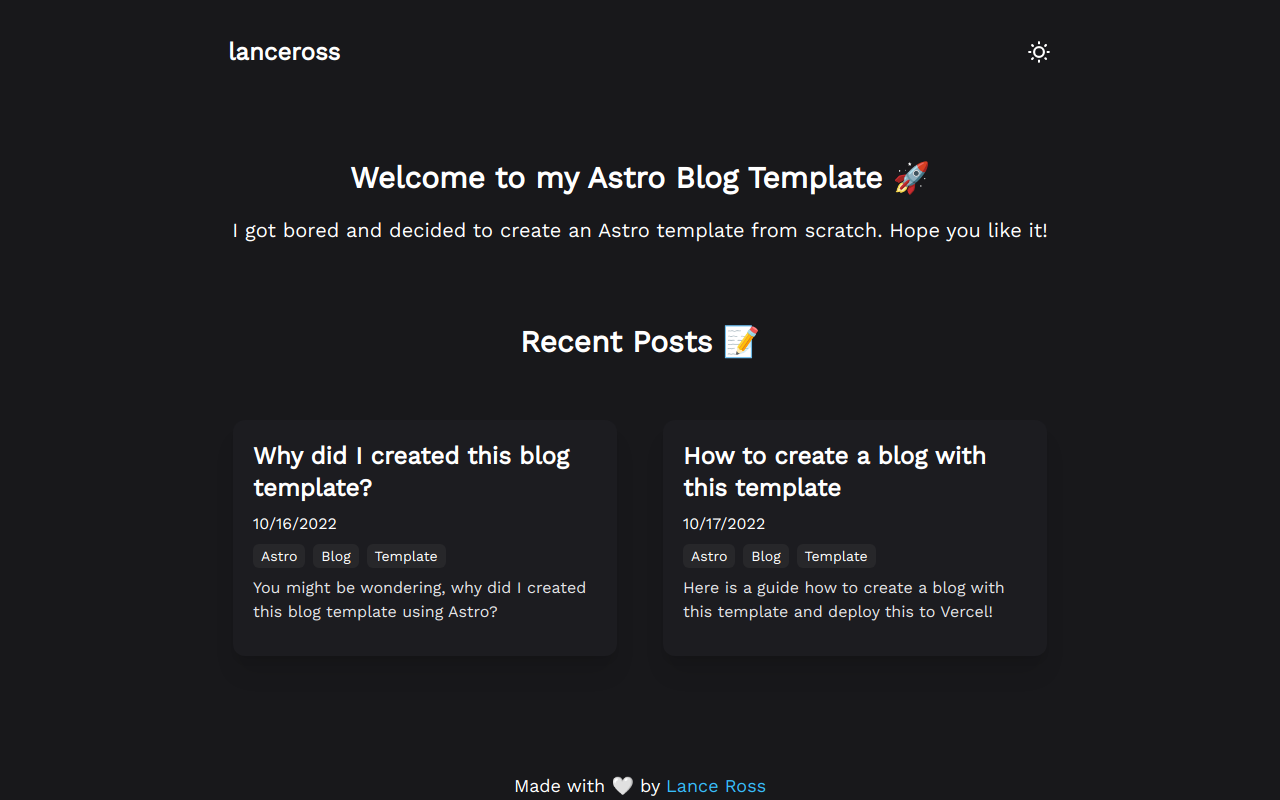 lanceross
Welcome to my Astro Blog Template 🚀
I got bored and decided to create an Astro template from scratch. Hope you like it!
Recent Posts 📝
Why did I created this blog
template?
10/16/2022
Astro Blog Template
You might be wondering, why did I created
this blog template using Astro?
How to create a blog with
this template
10/17/2022
Astro Blog Template
Here is a guide how to create a blog with
this template and deploy this to Vercel!
Made with 🤍 by Lance Ross